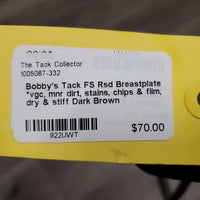 The Tack Collector
1005087-332
Bobby's Tack FS Rsd Breastplate
*vgc, mnr dirt, stains, chips & film,
dry & stiff Dark Brown
$70.00
922UWT